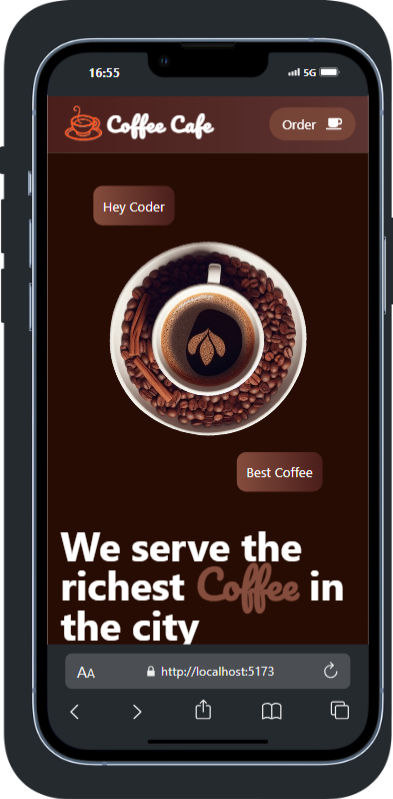 16:55
5G
Coffee Cafe
Order
Hey Coder
Best Coffee
We serve the
richest Coffee in
the city
AA
http://localhost:5173